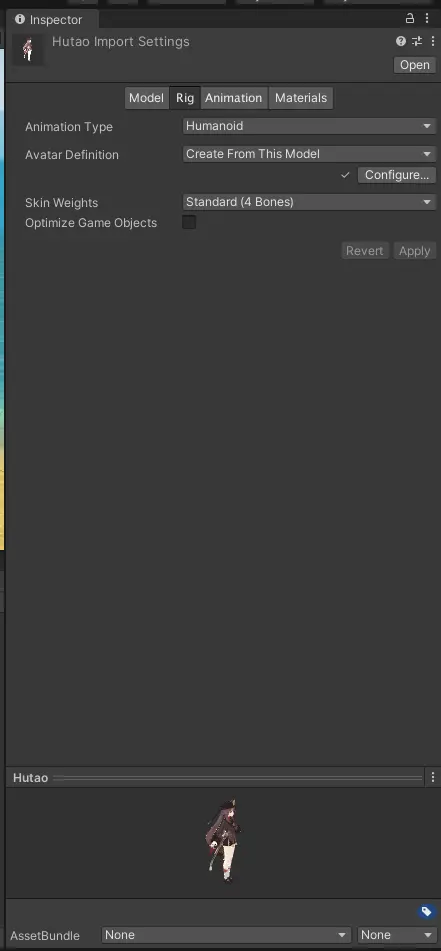 Inspector
Hutao Import Settings
Open
Model Rig Animation Materials
Animation Type Humanoid
Avatar Definition Create From This Model
Configure...
Skin Weights Standard (4 Bones)
Optimize Game Objects
Revert Apply
Hutao
AssetBundle None None